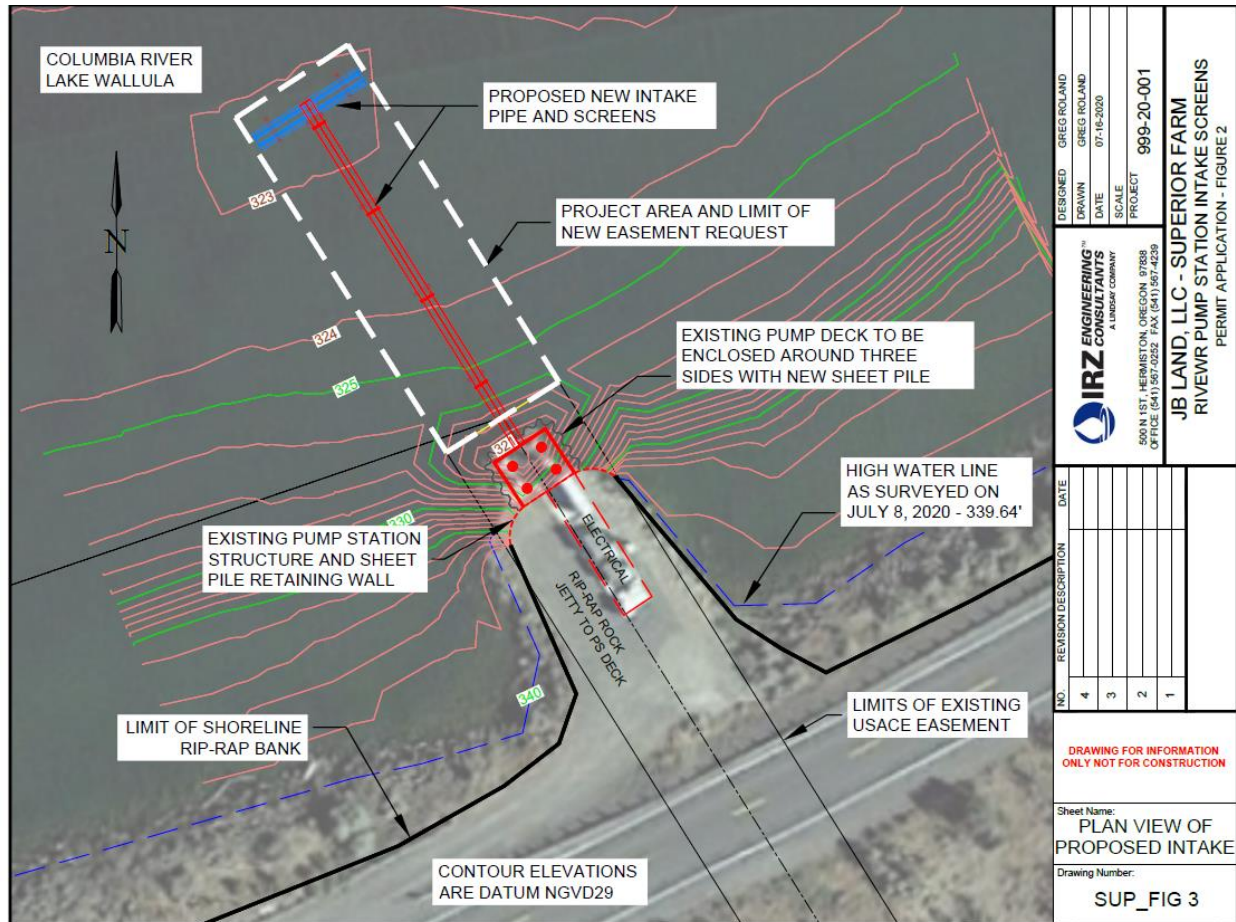 COLUMBIA RIVER
LAKE WALLULA
PROPOSED NEW INTAKE
PIPE AND SCREENS
323
N
PROJECT AREA AND LIMIT OF
NEW EASEMENT REQUEST
324
325
EXISTING PUMP DECK TO BE
ENCLOSED AROUND THREE
SIDES WITH NEW SHEET PILE
321
HIGH WATER LINE
AS SURVEYED ON
JULY 8, 2020 - 339.64'
330
EXISTING PUMP STATION
STRUCTURE AND SHEET
PILE RETAINING WALL
ELECTRICAL
RIP-RAP ROCK
JETTY TO PS DECK
340
LIMIT OF SHORELINE
RIP-RAP BANK
LIMITS OF EXISTING
USACE EASEMENT
CONTOUR ELEVATIONS
ARE DATUM NGVD29
DESIGNED GREG ROLAND
DRAWN GREG ROLAND
DATE 07-16-2020
SCALE
PROJECT 999-20-001
IRZ ENGINEERING™
CONSULTANTS
A LINDSAY COMPANY
500 N 1ST, HERMISTON, OREGON 97838
OFFICE (541) 567-0252 FAX (541) 567-4239
JB LAND, LLC - SUPERIOR FARM
RIVEWR PUMP STATION INTAKE SCREENS
PERMIT APPLICATION - FIGURE 2
NO. REVISION DESCRIPTION DATE
4
3
2
1
DRAWING FOR INFORMATION
ONLY NOT FOR CONSTRUCTION
Sheet Name:
PLAN VIEW OF
PROPOSED INTAKE
Drawing Number:
SUP_FIG 3